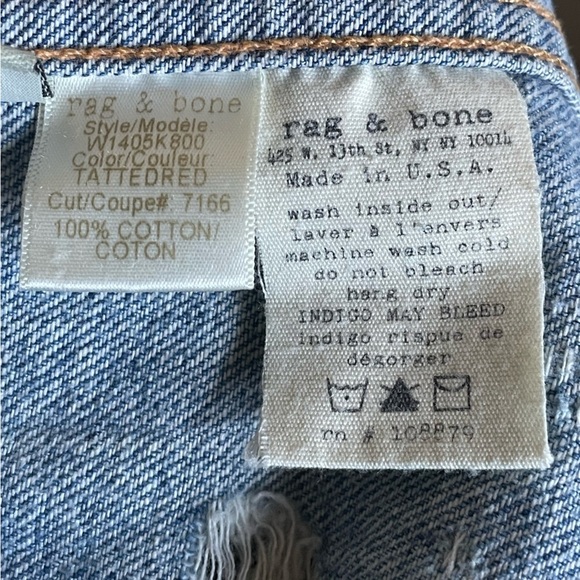 rag & bone
Style/Modèle:
W1405K800
Color/Couleur:
TATTEDRED
Cut/Coupe#: 7166
100% COTTON/
COTON
rag & bone
425 W. 13th St, NY NY 10014
Made in U.S.A.
wash inside out/
laver à l'envers
machine wash cold
do not bleach
hang dry
INDIGO MAY BLEED
indigo risque de
dégorger
rn # 108879